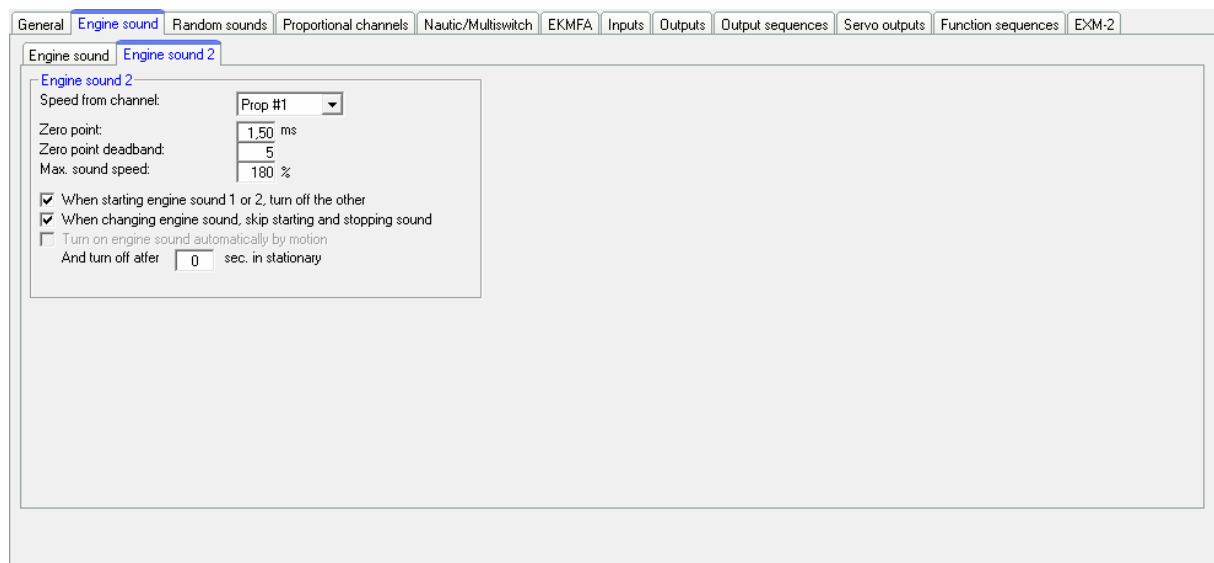 General Engine sound Random sounds Proportional channels Nautic/Multiswitch EKMFA Inputs Outputs Output sequences Servo outputs Function sequences EXM-2
Engine sound Engine sound 2
Engine sound 2
Speed from channel: Prop #1
Zero point: 1,50 ms
Zero point deadband: 5
Max. sound speed: 180 %
When starting engine sound 1 or 2, turn off the other
When changing engine sound, skip starting and stopping sound
Turn on engine sound automatically by motion
And turn off atfer 0 sec. in stationary